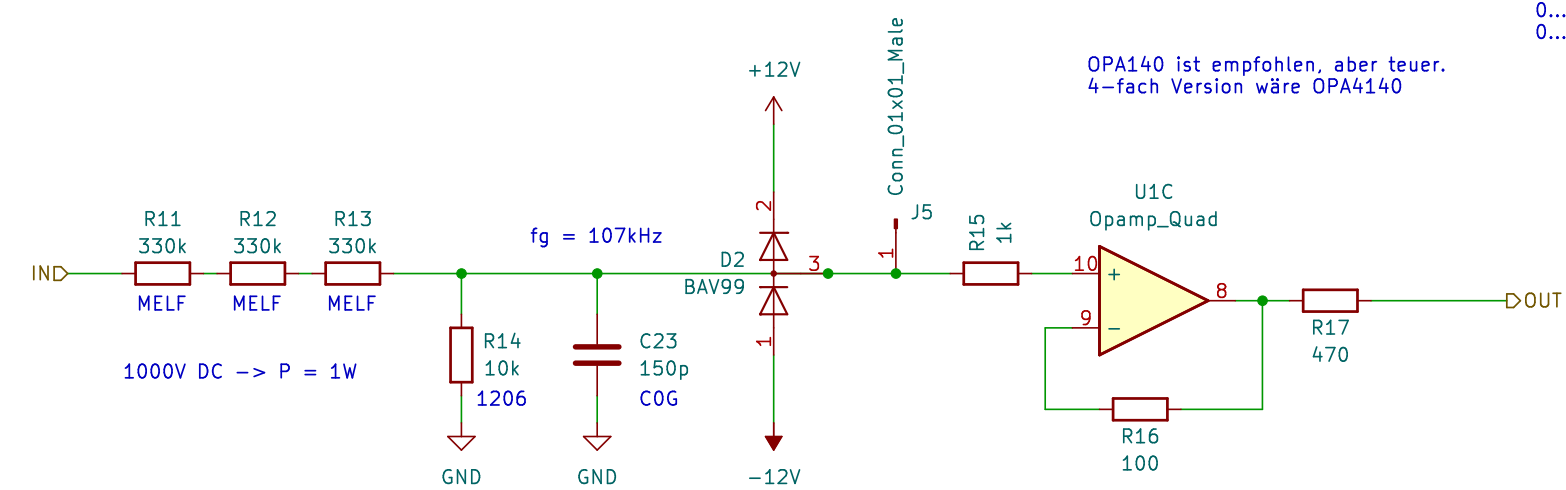 0...
0...
OPA140 ist empfohlen, aber teuer.
4-fach Version wäre OPA4140
+12V
Conn_01x01_Male
J5
1
2
3
1
D2
BAV99
-12V
IN
R11
330k
MELF
R12
330k
MELF
R13
330k
MELF
1000V DC -> P = 1W
fg = 107kHz
R14
10k
1206
GND
C23
150p
C0G
GND
R15
1k
U1C
Opamp_Quad
10
+
9
-
8
R16
100
R17
470
OUT